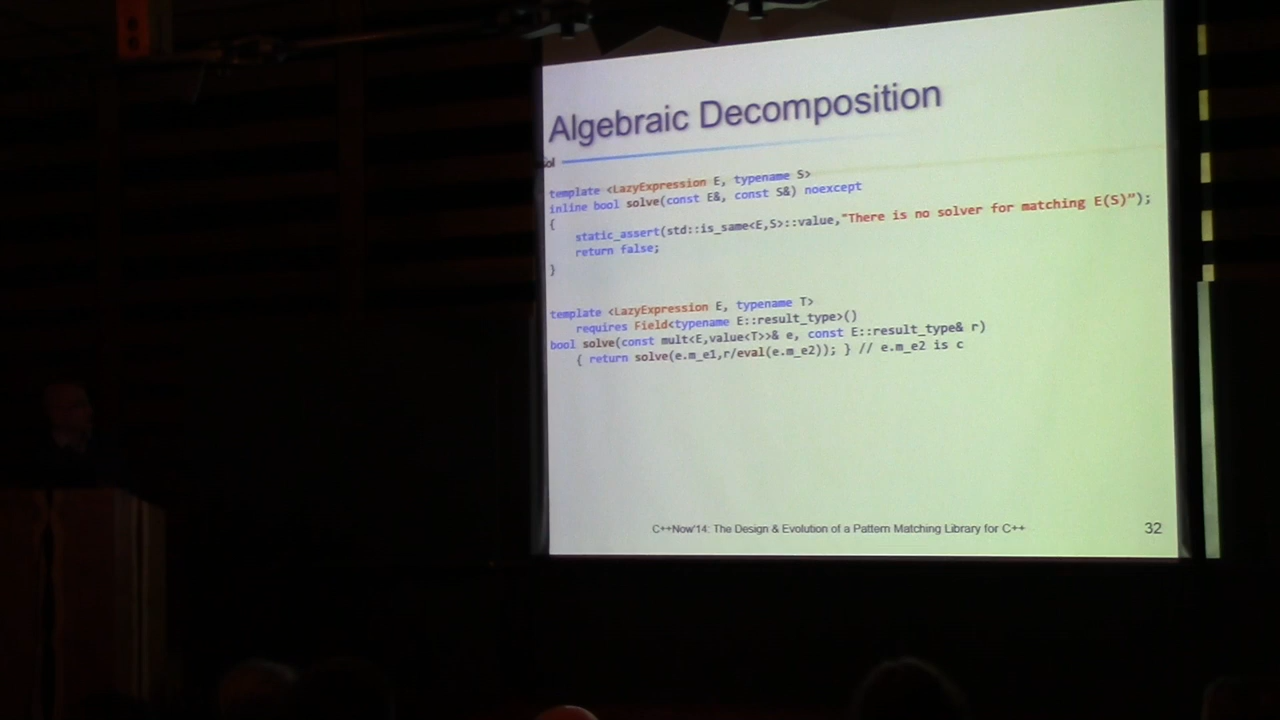 Algebraic Decomposition
template <LazyExpression E, typename S>
inline bool solve(const E&, const S&) noexcept
{
static_assert(std::is_same<E,S>::value,"There is no solver for matching E(S)");
return false;
}
template <LazyExpression E, typename T>
requires Field<typename E::result_type>()
bool solve(const mult<E,value<T>>& e, const E::result_type& r)
{ return solve(e.m_e1,r/eval(e.m_e2)); } // e.m_e2 is c
C++Now'14: The Design & Evolution of a Pattern Matching Library for C++
32